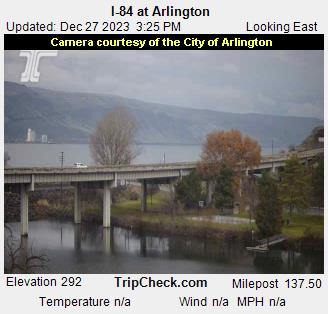 I-84 at Arlington
Updated: Dec 27 2023 3:25 PM Looking East
Camera courtesy of the City of Arlington
Elevation 292 TripCheck.com Milepost 137.50
Temperature n/a Wind n/a MPH n/a